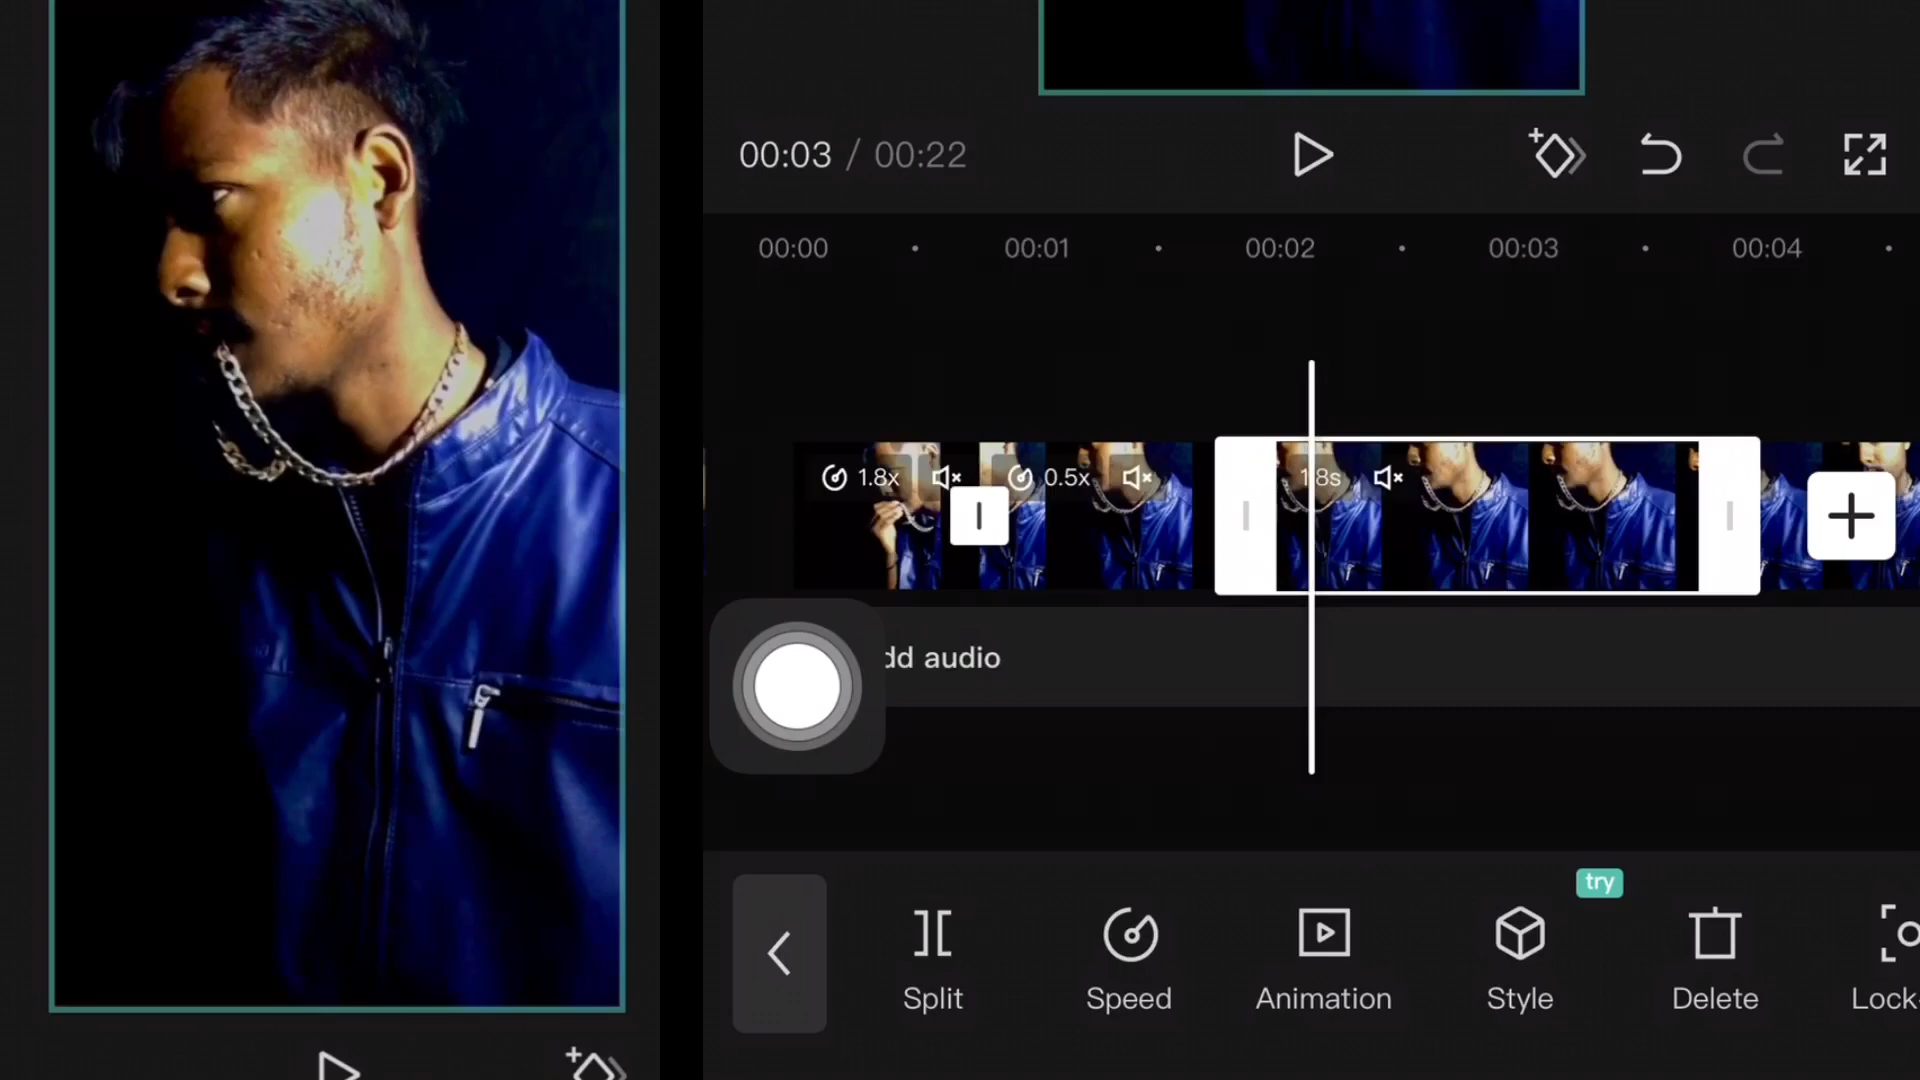 00:03 / 00:22
00:00 00:01 00:02 00:03 00:04
1.8x 0.5x 1.8s
dd audio
try
Split Speed Animation Style Delete Lock-